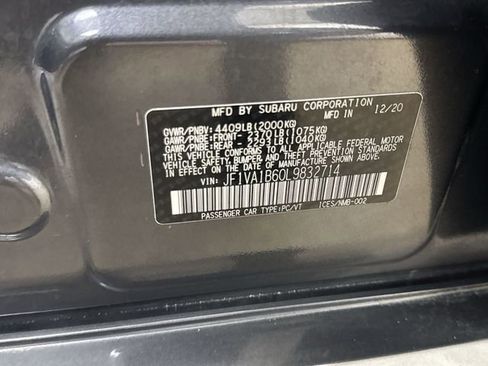 MFD BY SUBARU CORPORATION 12/20
MFD IN
GVWR/PNBV: 4409LB(2000KG)
GAWR/PNBE:FRONT- 2370LB(1075KG)
GAWR/PNBE:REAR - 2293LB(1040KG)
THIS VEHICLE CONFORMS TO ALL APPLICABLE FEDERAL MOTOR
VEHICLE SAFETY, BUMPER, AND THEFT PREVENTION STANDARDS
IN EFFECT ON THE DATE OF MANUFACTURE SHOWN ABOVE.
VIN: JF1VA1B60L9832714
PASSENGER CAR TYPE:PC/VT ICES/NMB-002